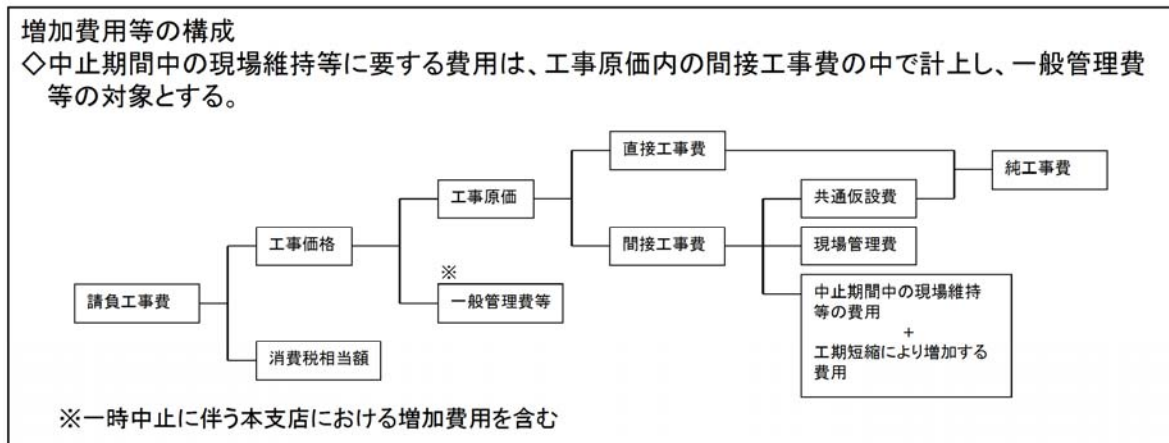 増加費用等の構成
◇中止期間中の現場維持等に要する費用は、工事原価内の間接工事費の中で計上し、一般管理費
等の対象とする。
直接工事費
純工事費
工事原価
共通仮設費
工事価格
間接工事費
現場管理費
※
請負工事費
一般管理費等
中止期間中の現場維持
等の費用
+
工期短縮により増加する
費用
消費税相当額
※一時中止に伴う本支店における増加費用を含む